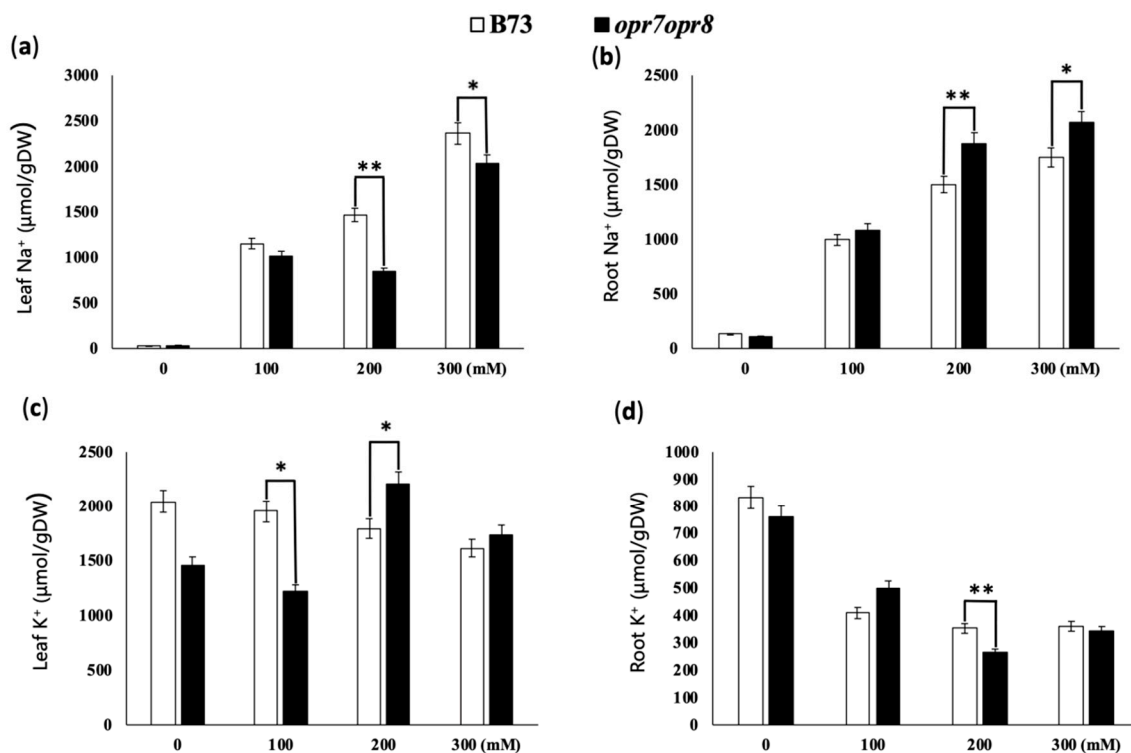 B73 opr7opr8
(a)
Leaf Na⁺ (μmol/gDW)
3000
2500
2000
1500
1000
500
0
**
*
0 100 200 300 (mM)
(b)
Root Na⁺ (μmol/gDW)
2500
2000
1500
1000
500
0
**
*
0 100 200 300 (mM)
(c)
Leaf K⁺ (μmol/gDW)
2500
2000
1500
1000
500
0
*
*
0 100 200 300 (mM)
(d)
Root K⁺ (μmol/gDW)
1000
900
800
700
600
500
400
300
200
100
0
**
0 100 200 300 (mM)